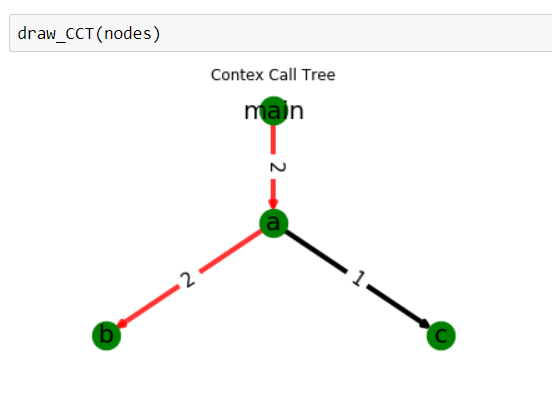 draw_CCT(nodes)
Contex Call Tree
main
2
a
2
1
b
c